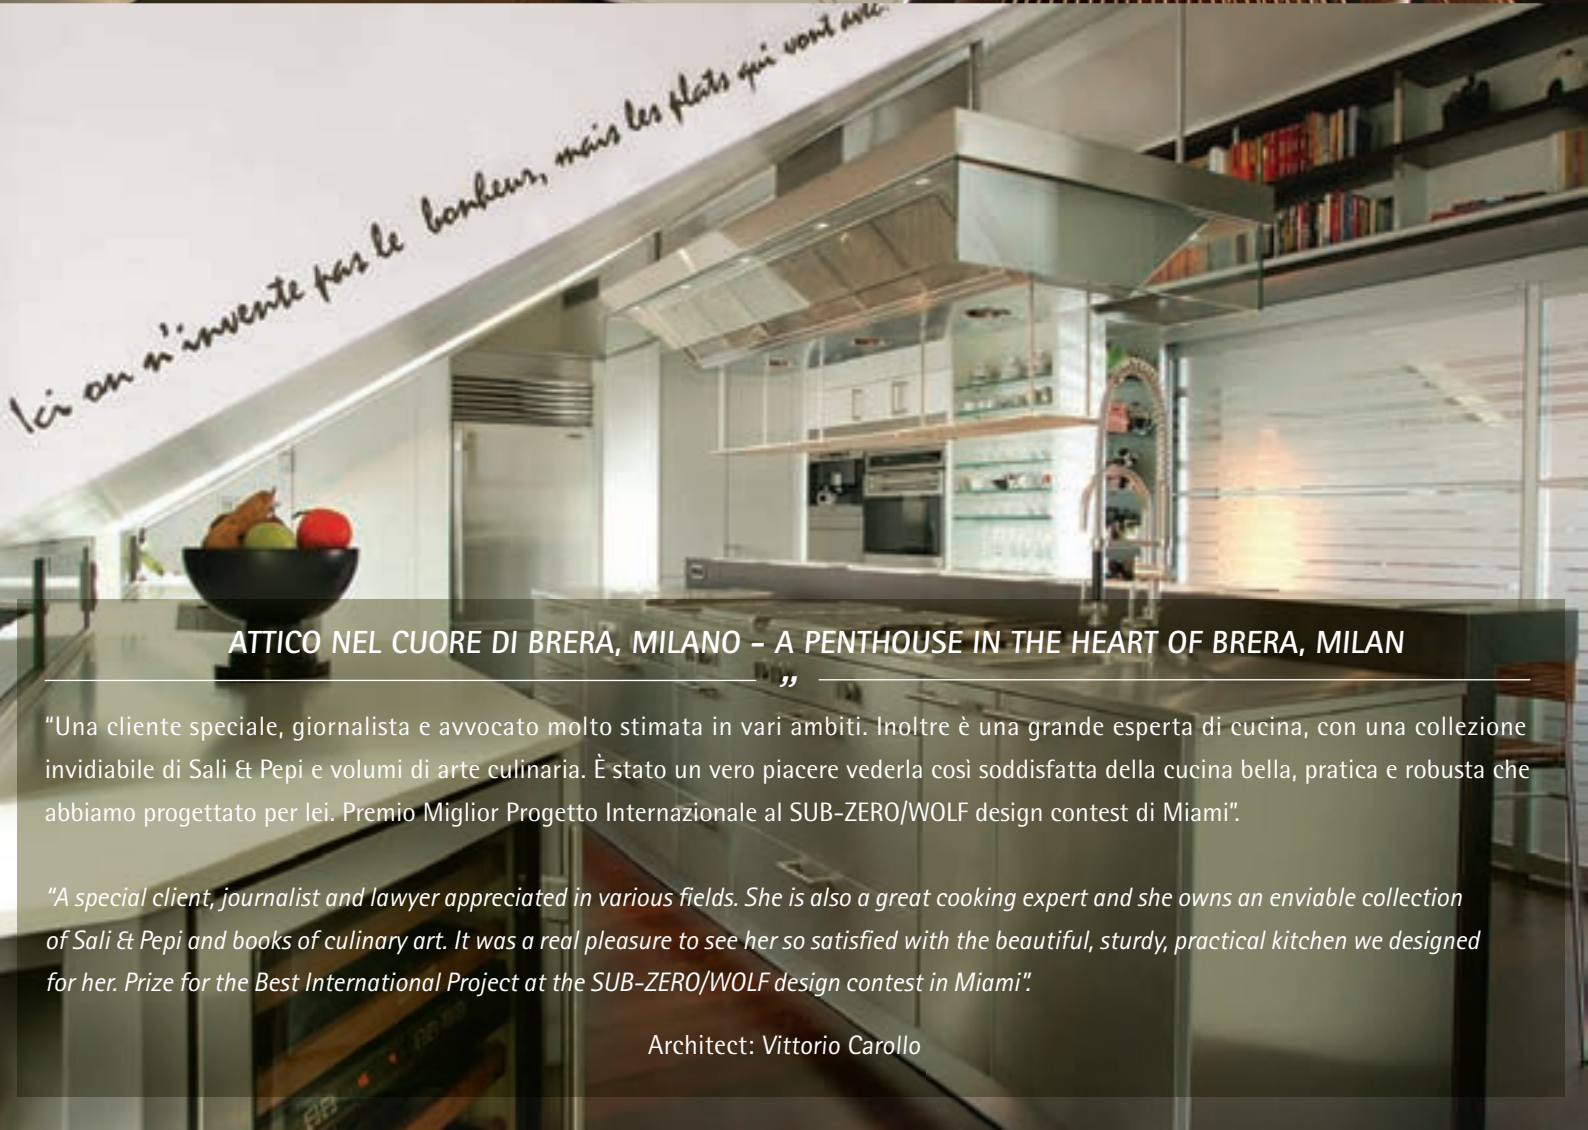 Ici on n'invente pas le bonheur, mais les plats qui vont avec.
ATTICO NEL CUORE DI BRERA, MILANO – A PENTHOUSE IN THE HEART OF BRERA, MILAN
”
“Una cliente speciale, giornalista e avvocato molto stimata in vari ambiti. Inoltre è una grande esperta di cucina, con una collezione
invidiabile di Sali & Pepi e volumi di arte culinaria. È stato un vero piacere vederla così soddisfatta della cucina bella, pratica e robusta che
abbiamo progettato per lei. Premio Miglior Progetto Internazionale al SUB-ZERO/WOLF design contest di Miami”.
“A special client, journalist and lawyer appreciated in various fields. She is also a great cooking expert and she owns an enviable collection
of Sali & Pepi and books of culinary art. It was a real pleasure to see her so satisfied with the beautiful, sturdy, practical kitchen we designed
for her. Prize for the Best International Project at the SUB-ZERO/WOLF design contest in Miami”.
Architect: Vittorio Carollo